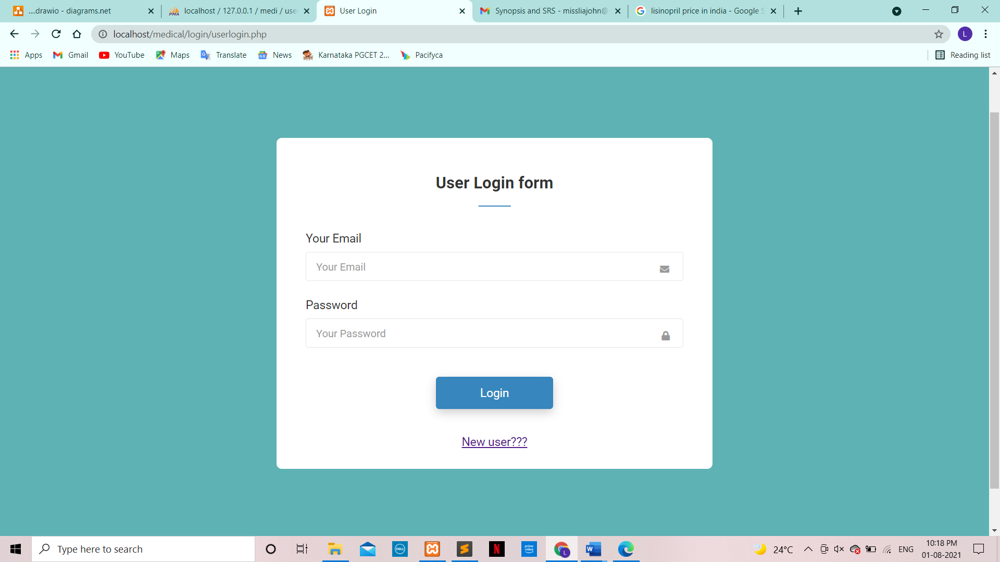 ....drawio - diagrams.net
localhost / 127.0.0.1 / medi / use
User Login
Synopsis and SRS - missliajohn@
lisinopril price in india - Google S
localhost/medical/login/userlogin.php
L
Apps
Gmail
YouTube
Maps
Translate
News
Karnataka PGCET 2...
Pacifyca
Reading list
User Login form
Your Email
Your Email
Password
Your Password
Login
New user???
Type here to search
DELL
prime video
24°C
ENG
10:18 PM
01-08-2021